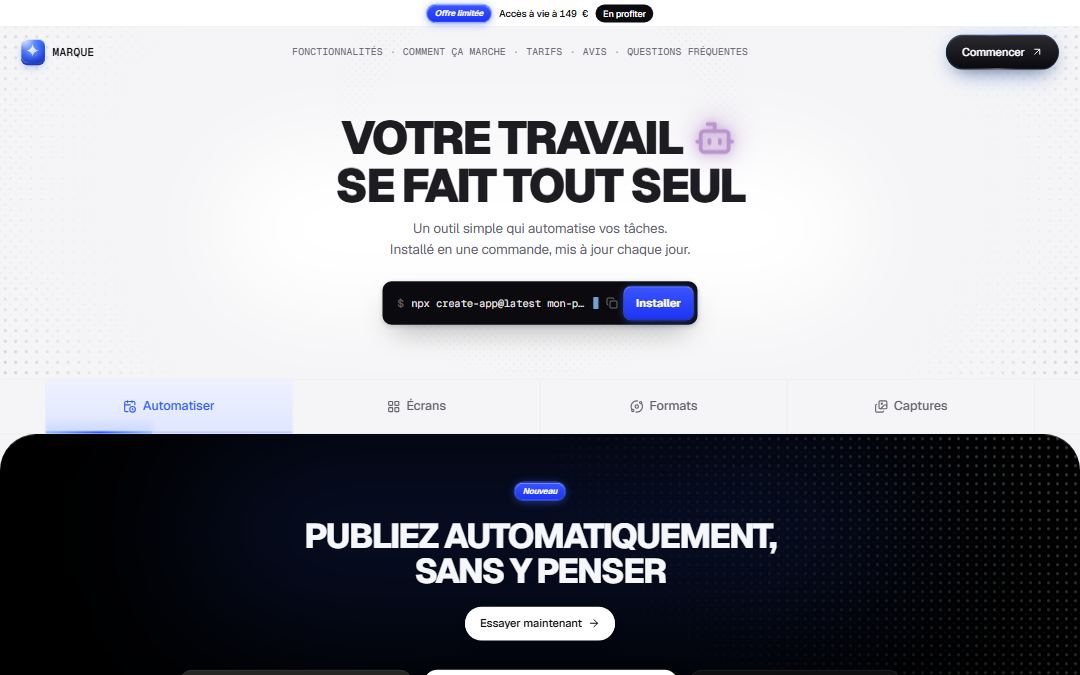 Offre limitée Accès à vie à 149 € En profiter
MARQUE
FONCTIONNALITÉS · COMMENT ÇA MARCHE · TARIFS · AVIS · QUESTIONS FRÉQUENTES
Commencer
VOTRE TRAVAIL
SE FAIT TOUT SEUL
Un outil simple qui automatise vos tâches.
Installé en une commande, mis à jour chaque jour.
$ npx create-app@latest mon-p… Installer
Automatiser
Écrans
Formats
Captures
Nouveau
PUBLIEZ AUTOMATIQUEMENT,
SANS Y PENSER
Essayer maintenant →